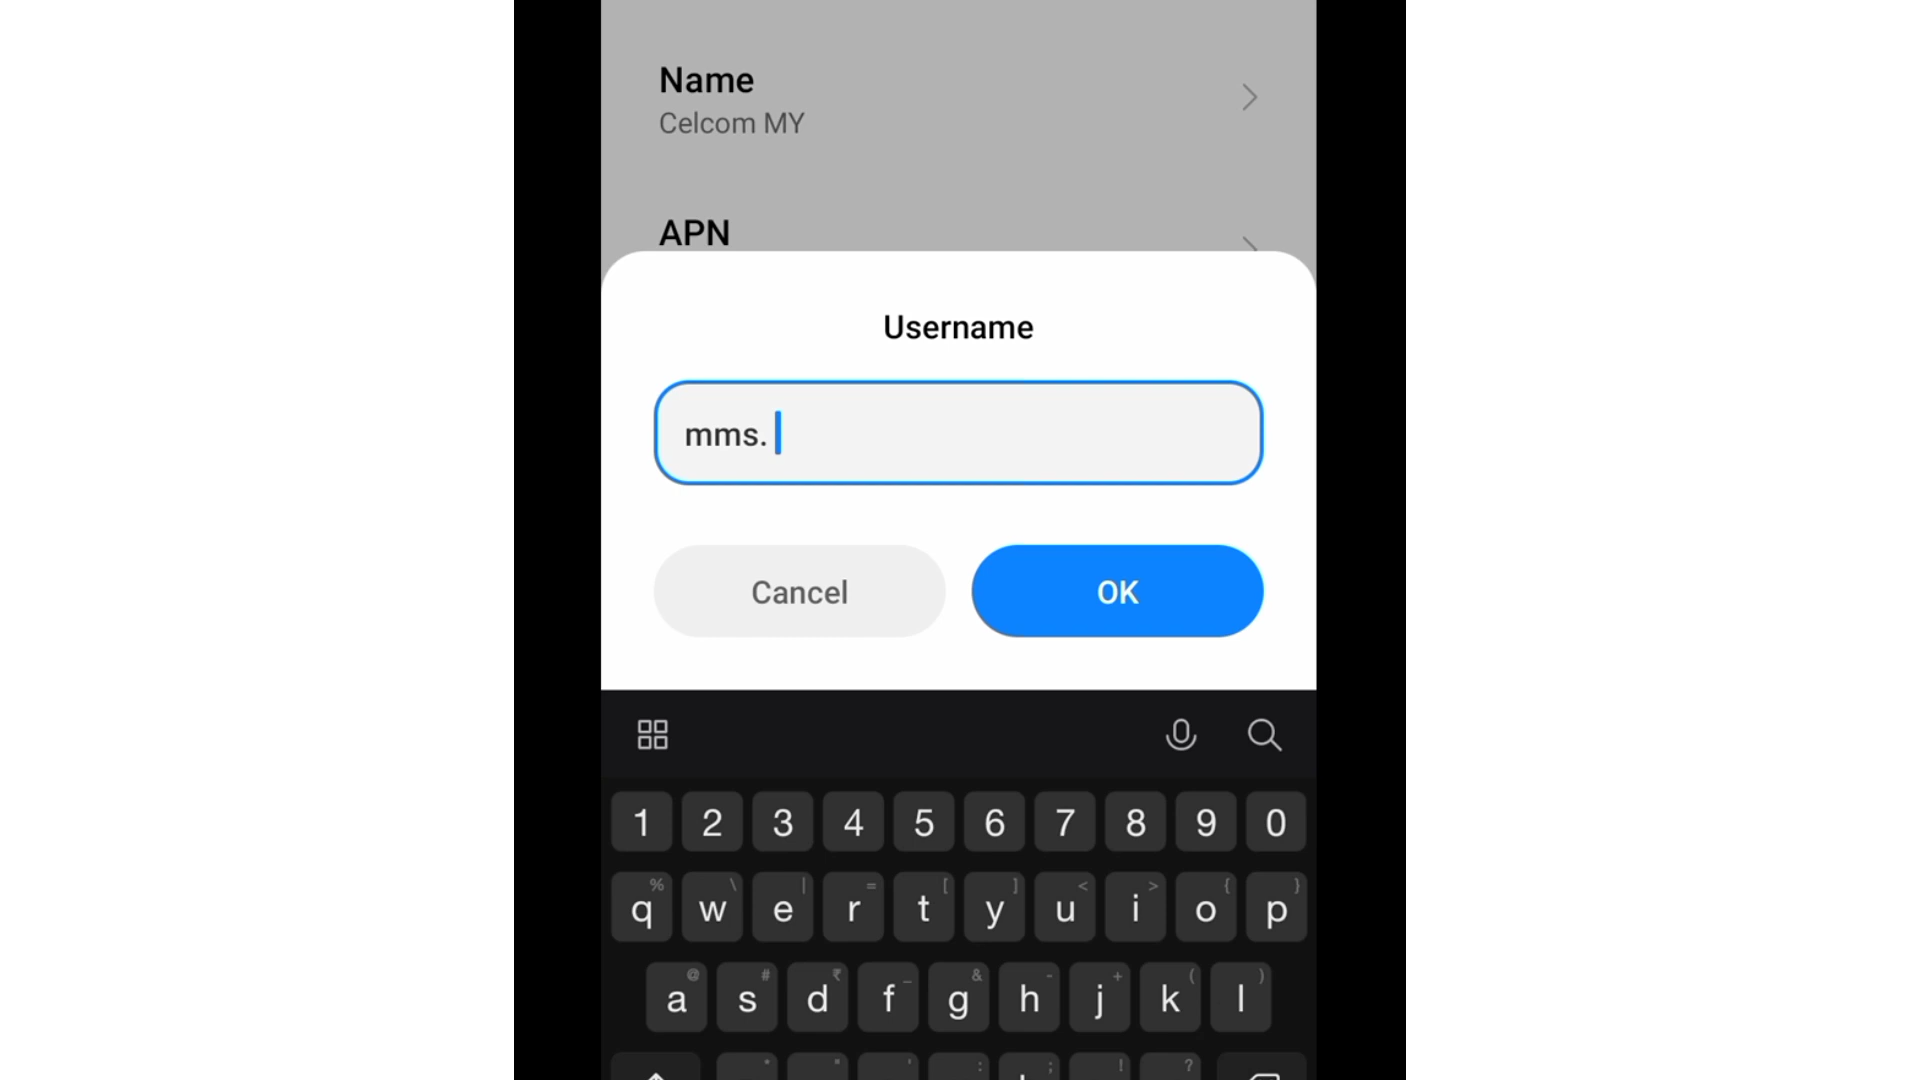 Name
Celcom MY
APN
Username
mms.
Cancel
OK
1 2 3 4 5 6 7 8 9 0
% \ | = [ ] < > { }
q w e r t y u i o p
@ # ₹ _ & - + ( )
a s d f g h j k l
* " ' : ; ! ?